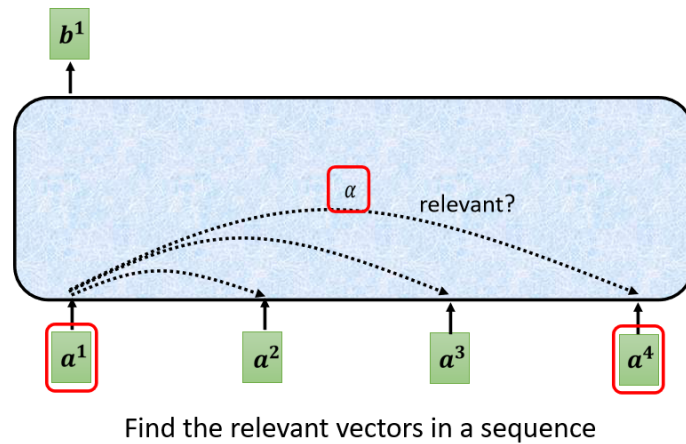 b¹
α
relevant?
a¹ a² a³ a⁴
Find the relevant vectors in a sequence